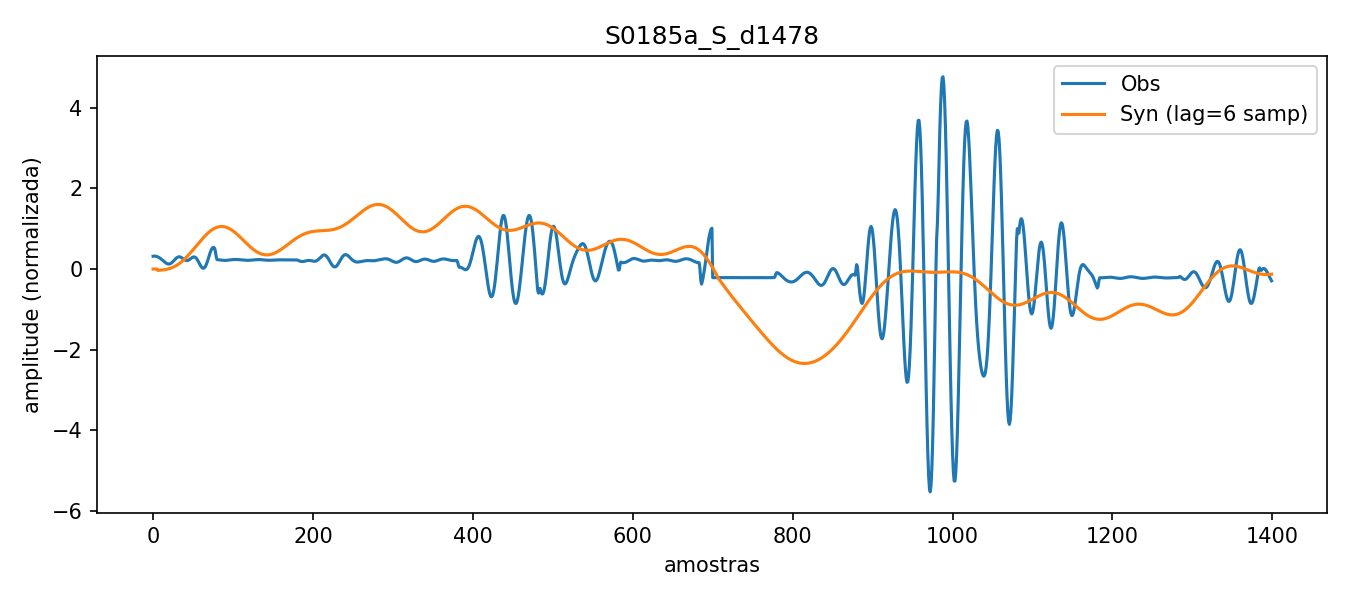 S0185a_S_d1478
Obs
Syn (lag=6 samp)
amplitude (normalizada)
4
2
0
−2
−4
−6
0 200 400 600 800 1000 1200 1400
amostras